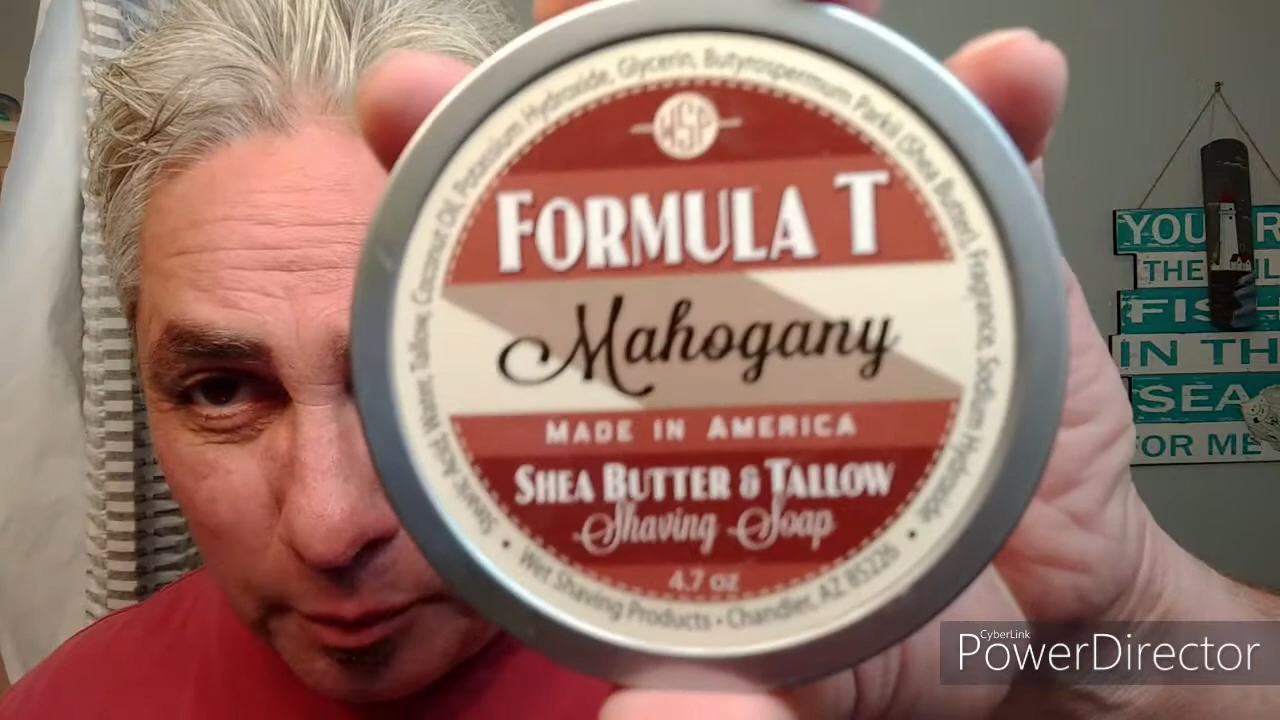 Stearic Acid, Water, Tallow, Coconut Oil, Potassium Hydroxide, Glycerin, Butyrospermum Parkii (Shea Butter), Fragrance, Sodium Hydroxide
WSP
FORMULA T
Mahogany
MADE IN AMERICA
SHEA BUTTER & TALLOW
Shaving Soap
4.7 oz
• Wet Shaving Products • Chandler, AZ 85226 •
YOU R
THE
FIS
IN TH
SEA
FOR ME
CyberLink
PowerDirector